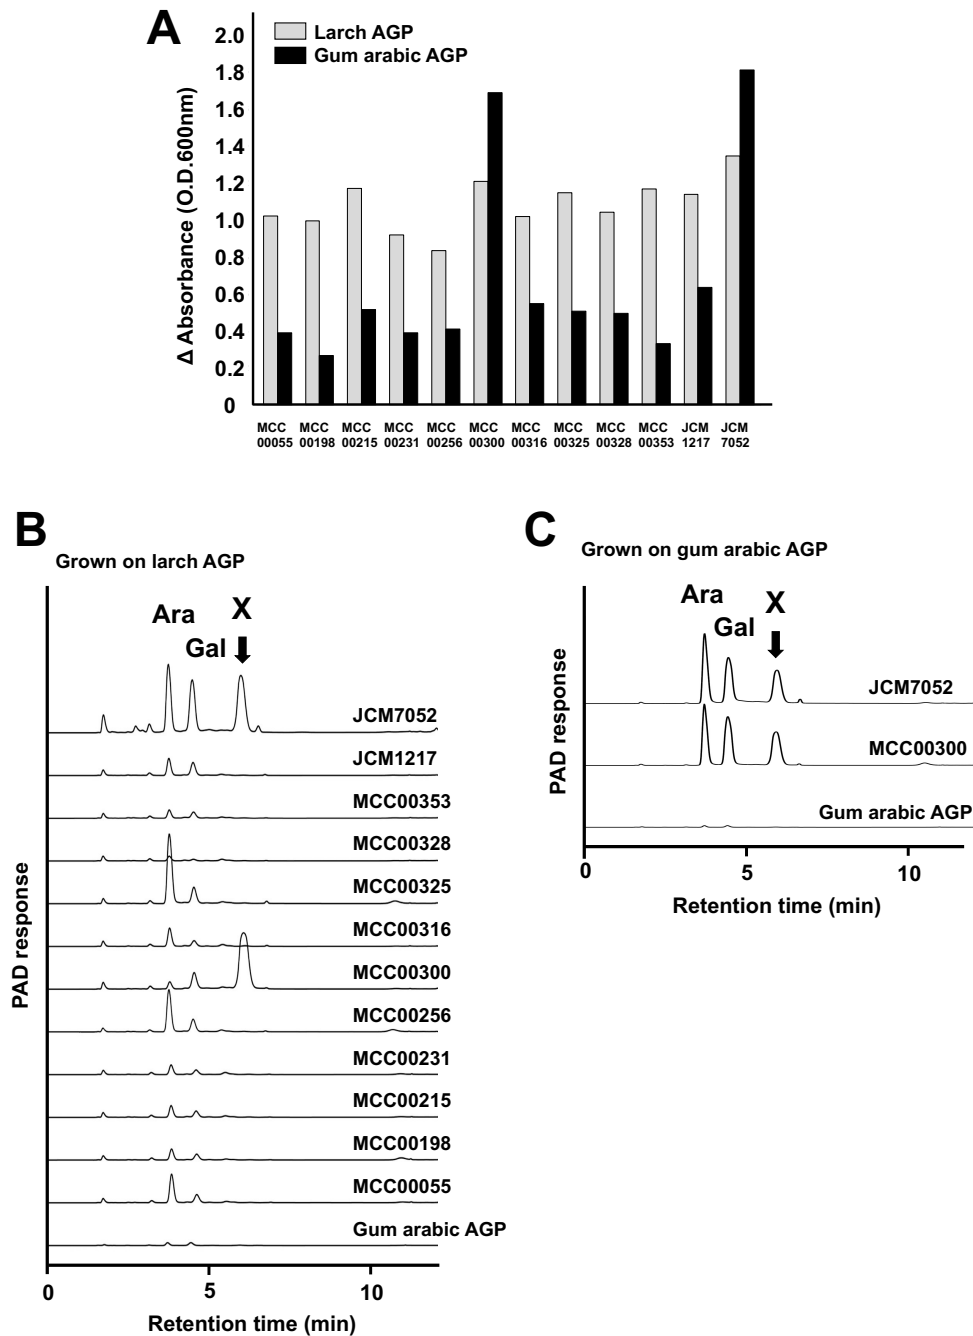 A
Larch AGP
Gum arabic AGP
Δ Absorbance (O.D.600nm)
2.0
1.8
1.6
1.4
1.2
1.0
0.8
0.6
0.4
0.2
0
MCC MCC MCC MCC MCC MCC MCC MCC MCC MCC JCM JCM
00055 00198 00215 00231 00256 00300 00316 00325 00328 00353 1217 7052
B
Grown on larch AGP
Ara X
Gal
JCM7052
JCM1217
MCC00353
MCC00328
MCC00325
MCC00316
MCC00300
MCC00256
MCC00231
MCC00215
MCC00198
MCC00055
Gum arabic AGP
PAD response
0 5 10
Retention time (min)
C
Grown on gum arabic AGP
Ara X
Gal
JCM7052
MCC00300
Gum arabic AGP
PAD response
0 5 10
Retention time (min)